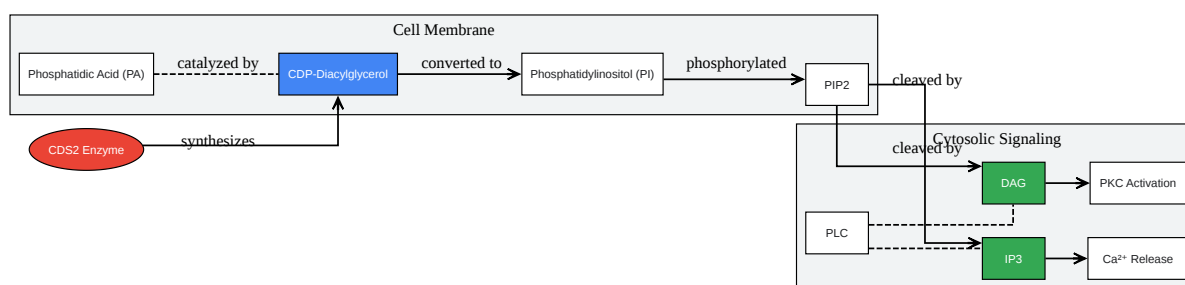 Cell Membrane
Phosphatidic Acid (PA)
catalyzed by
CDP-Diacylglycerol
converted to
Phosphatidylinositol (PI)
phosphorylated
PIP2
cleaved by
CDS2 Enzyme
synthesizes
Cytosolic Signaling
cleaved by
DAG
PKC Activation
PLC
IP3
Ca²⁺ Release